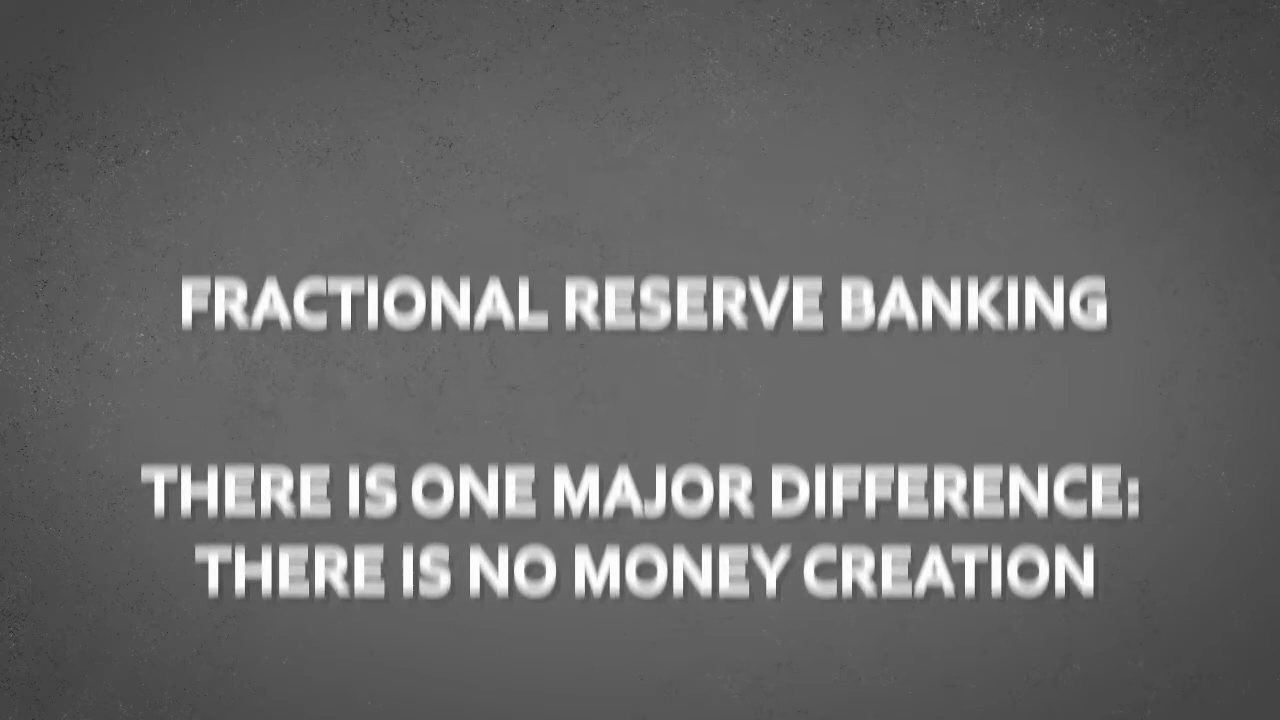 FRACTIONAL RESERVE BANKING
THERE IS ONE MAJOR DIFFERENCE:
THERE IS NO MONEY CREATION